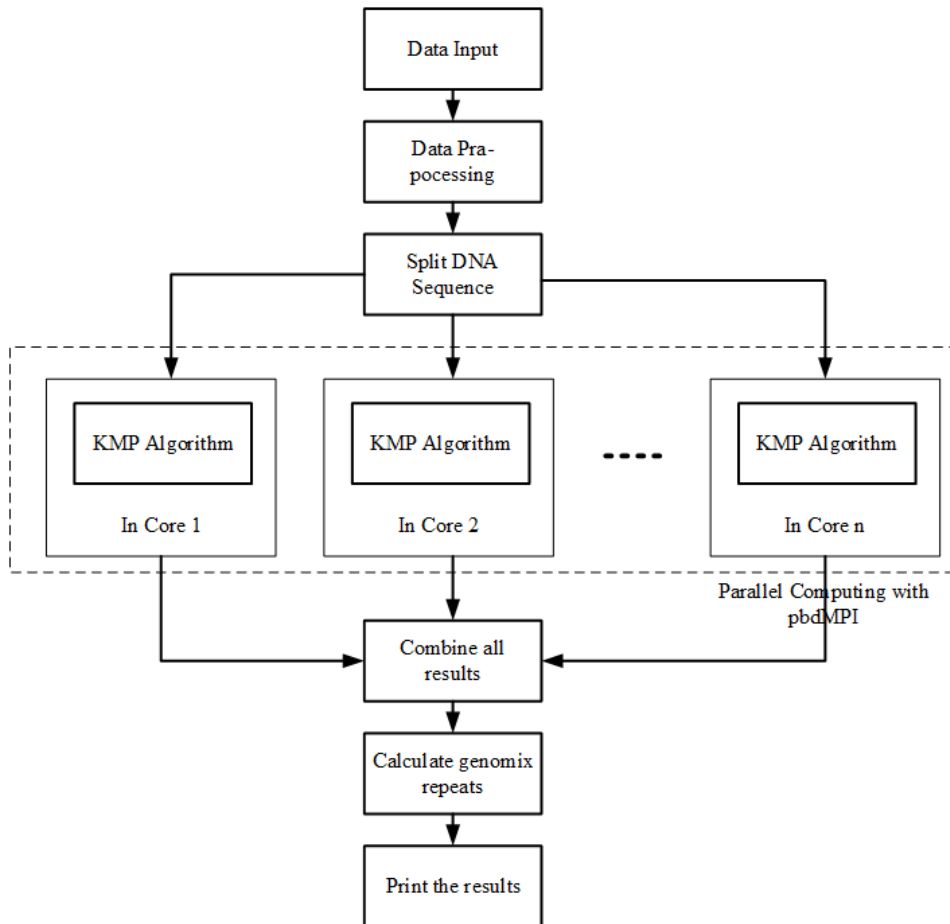 Data Input
Data Pra-
pocessing
Split DNA
Sequence
KMP Algorithm
In Core 1
KMP Algorithm
In Core 2
KMP Algorithm
In Core n
Parallel Computing with
pbdMPI
Combine all
results
Calculate genomix
repeats
Print the results